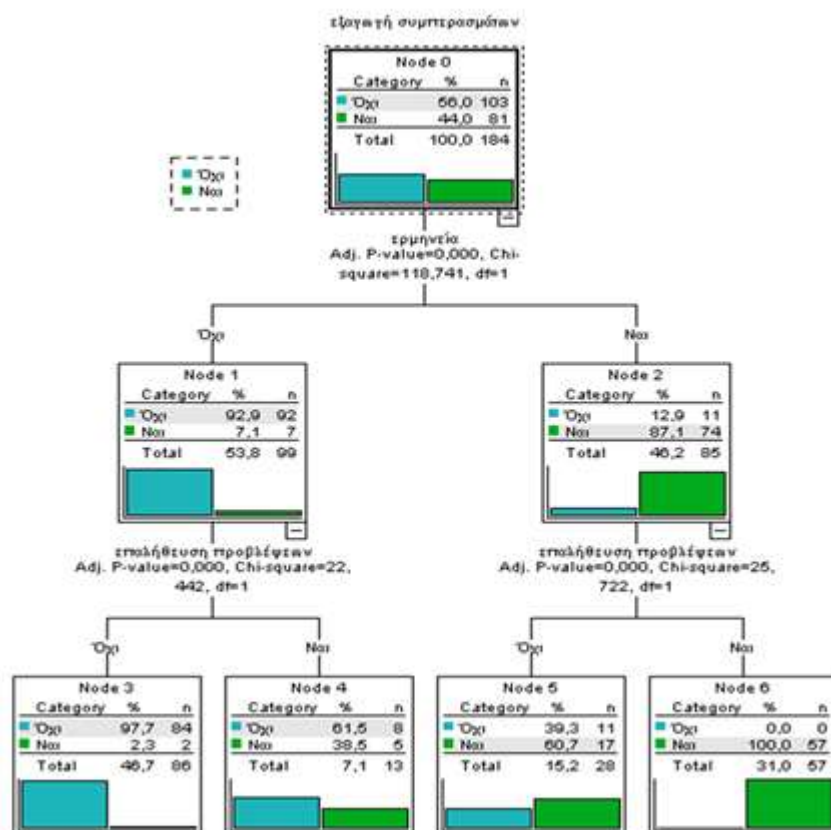 εξαγωγή συμπερασμάτων
Node 0
Category % n
Όχι 56,0 103
Ναι 44,0 81
Total 100,0 184
Όχι
Ναι
ερμηνεία
Adj. P-value=0,000, Chi-
square=118,741, df=1
Όχι
Ναι
Node 1
Category % n
Όχι 92,9 92
Ναι 7,1 7
Total 53,8 99
Node 2
Category % n
Όχι 12,9 11
Ναι 87,1 74
Total 46,2 85
επαλήθευση προβλέψεων
Adj. P-value=0,000, Chi-square=22,
442, df=1
επαλήθευση προβλέψεων
Adj. P-value=0,000, Chi-square=25,
722, df=1
Όχι
Ναι
Όχι
Ναι
Node 3
Category % n
Όχι 97,7 84
Ναι 2,3 2
Total 46,7 86
Node 4
Category % n
Όχι 61,5 8
Ναι 38,5 5
Total 7,1 13
Node 5
Category % n
Όχι 39,3 11
Ναι 60,7 17
Total 15,2 28
Node 6
Category % n
Όχι 0,0 0
Ναι 100,0 57
Total 31,0 57